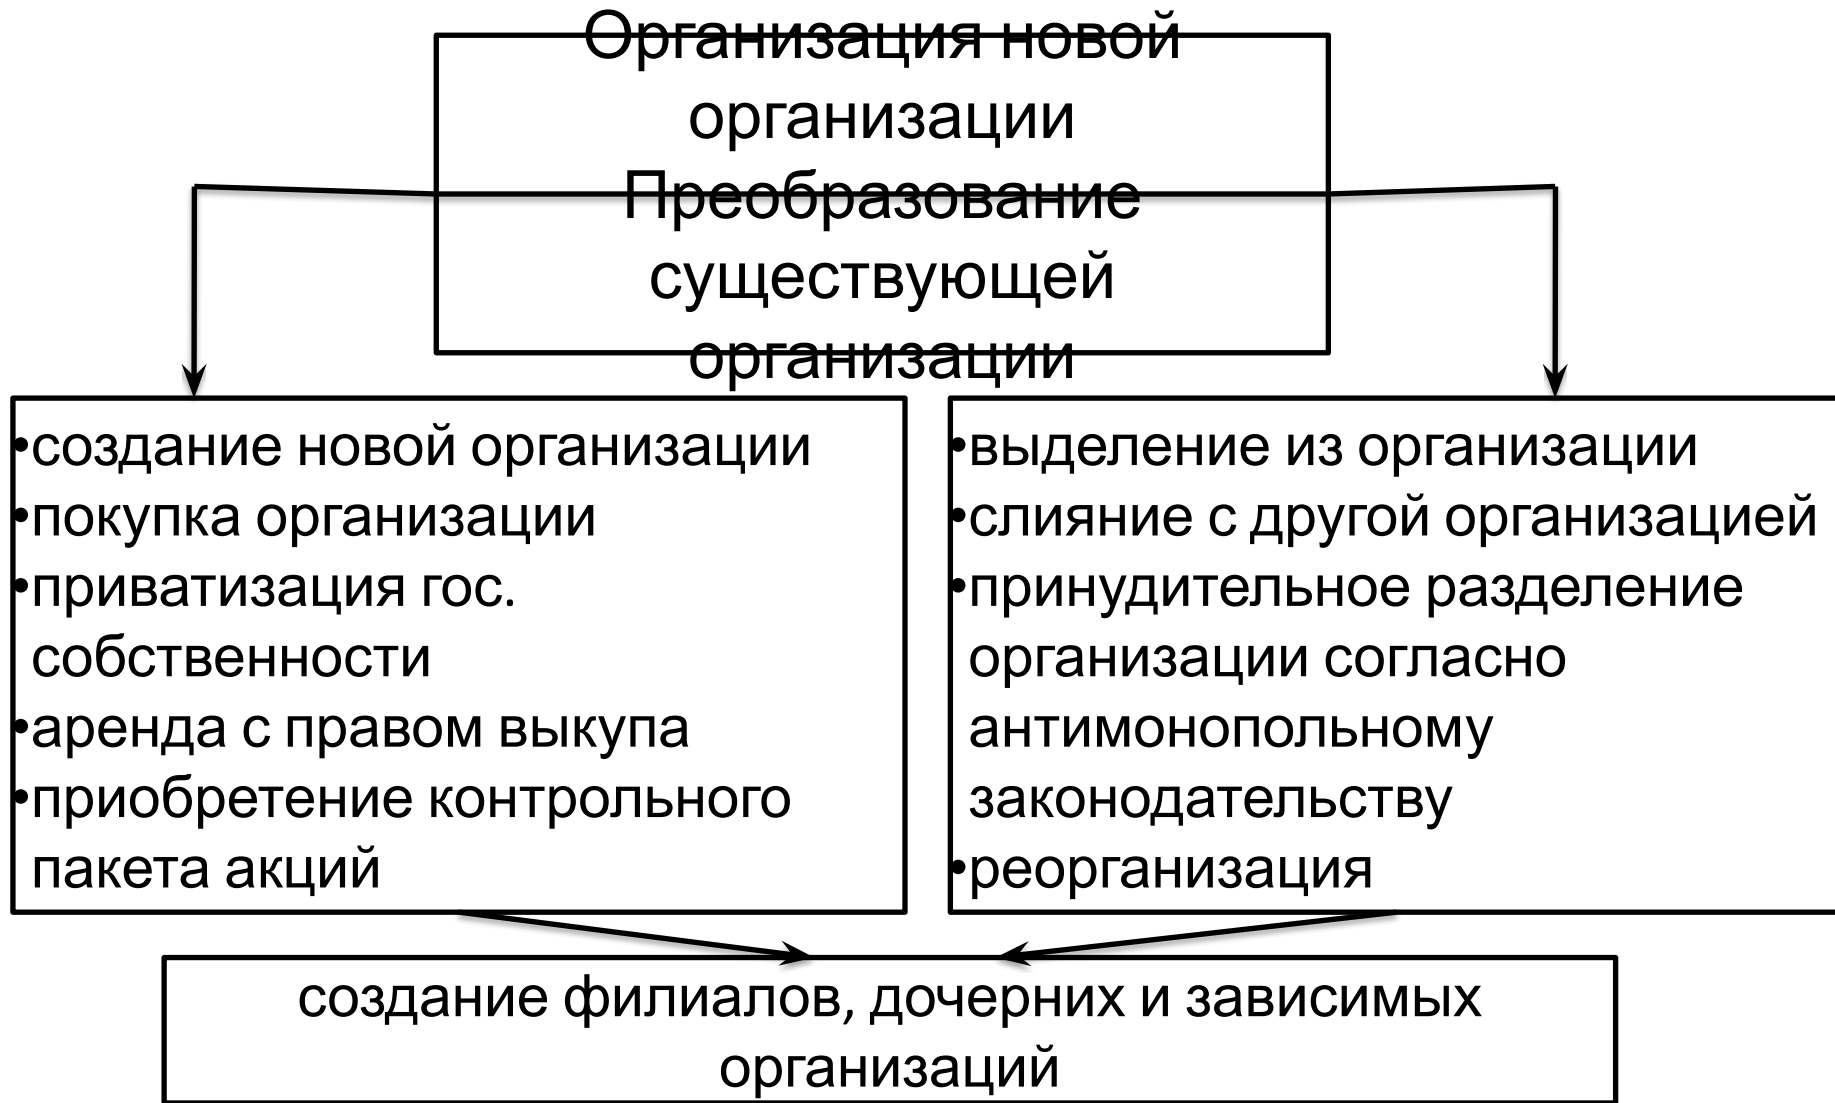 Организация новой
организации
Преобразование
существующей
организации
•создание новой организации
•покупка организации
•приватизация гос.
собственности
•аренда с правом выкупа
•приобретение контрольного
пакета акций
•выделение из организации
•слияние с другой организацией
•принудительное разделение
организации согласно
антимонопольному
законодательству
•реорганизация
создание филиалов, дочерних и зависимых
организаций